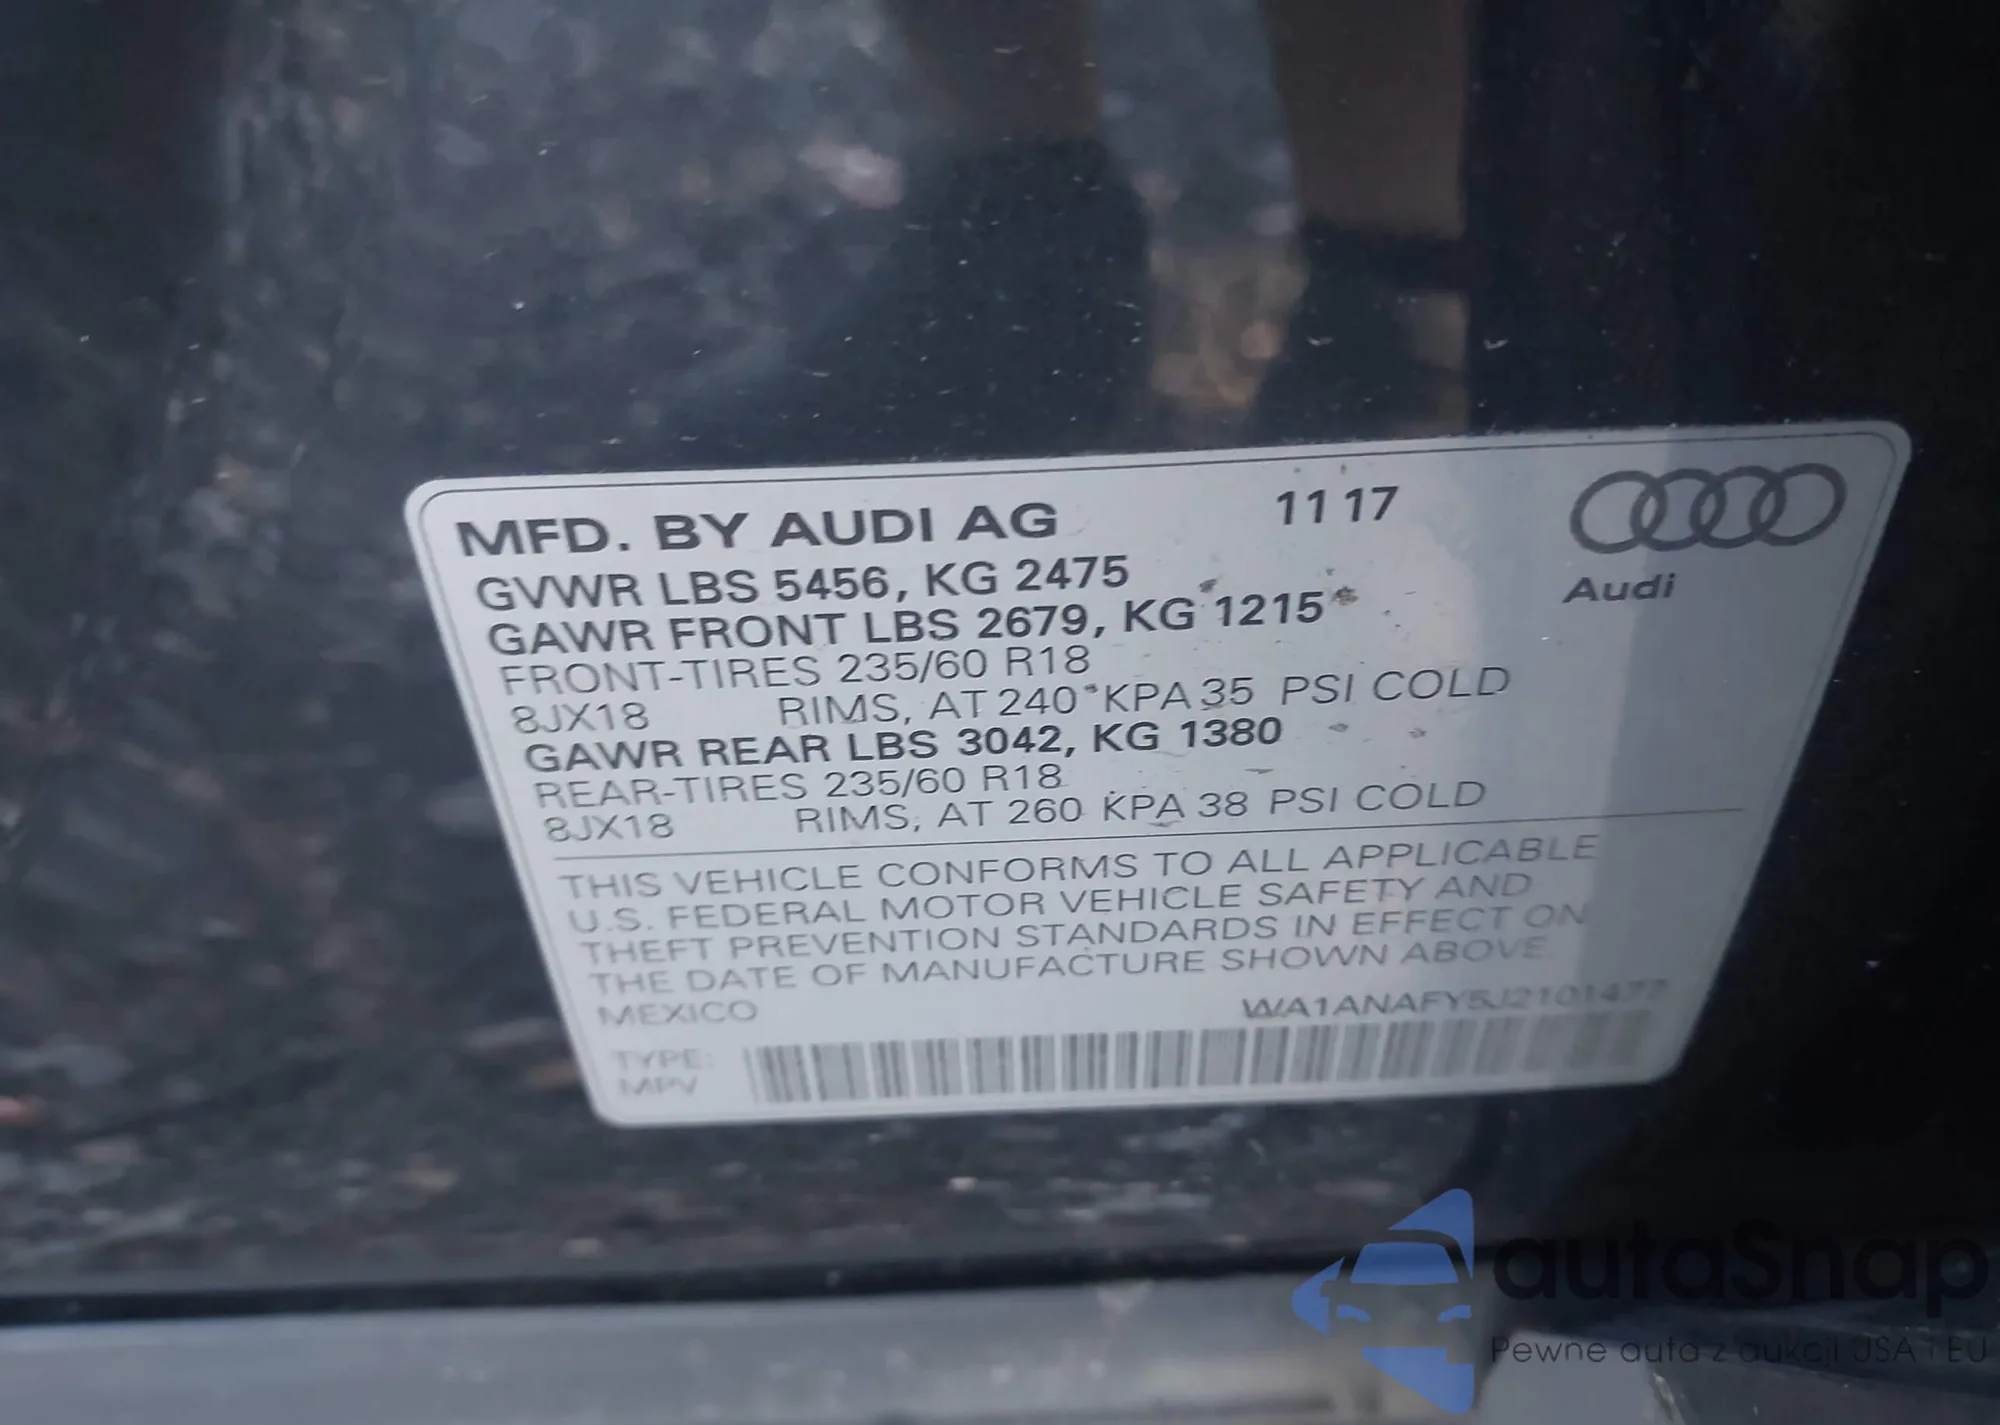 MFD. BY AUDI AG 11 17
GVWR LBS 5456, KG 2475
Audi
GAWR FRONT LBS 2679, KG 1215
FRONT-TIRES 235/60 R18
8JX18 RIMS, AT 240 KPA 35 PSI COLD
GAWR REAR LBS 3042, KG 1380
REAR-TIRES 235/60 R18
8JX18 RIMS, AT 260 KPA 38 PSI COLD
THIS VEHICLE CONFORMS TO ALL APPLICABLE
U.S. FEDERAL MOTOR VEHICLE SAFETY AND
THEFT PREVENTION STANDARDS IN EFFECT ON
THE DATE OF MANUFACTURE SHOWN ABOVE.
MEXICO WA1ANAFY5J2101477
TYPE:
MPV
autaSnap
Pewne auta z aukcji USA i EU